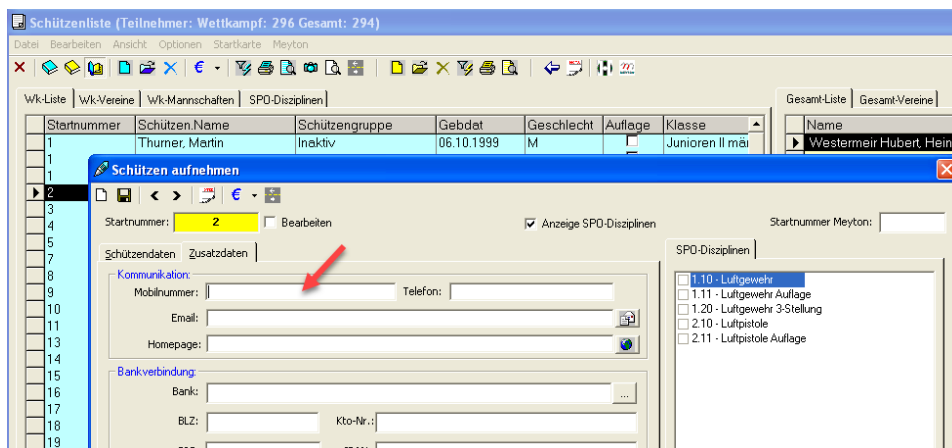 Schützenliste (Teilnehmer: Wettkampf: 296 Gesamt: 294)
Datei Bearbeiten Ansicht Optionen Startkarte Meyton
Wk-Liste Wk-Vereine Wk-Mannschaften SPO-Disziplinen Gesamt-Liste Gesamt-Vereine
Startnummer Schützen.Name Schützengruppe Gebdat Geschlecht Auflage Klasse Name
1 Thurner, Martin Inaktiv 06.10.1999 M Junioren II mä Westermeir Hubert, Hein
1
1
2
3
4
5
7
8
9
10
11
13
14
15
16
17
18
19
Schützen aufnehmen
Startnummer: 2 Bearbeiten Anzeige SPO-Disziplinen Startnummer Meyton:
Schützendaten Zusatzdaten
Kommunikation:
Mobilnummer: Telefon:
Email:
Homepage:
Bankverbindung:
Bank: ...
BLZ: Kto-Nr.:
SPO-Disziplinen
1.10 - Luftgewehr
1.11 - Luftgewehr Auflage
1.20 - Luftgewehr 3-Stellung
2.10 - Luftpistole
2.11 - Luftpistole Auflage